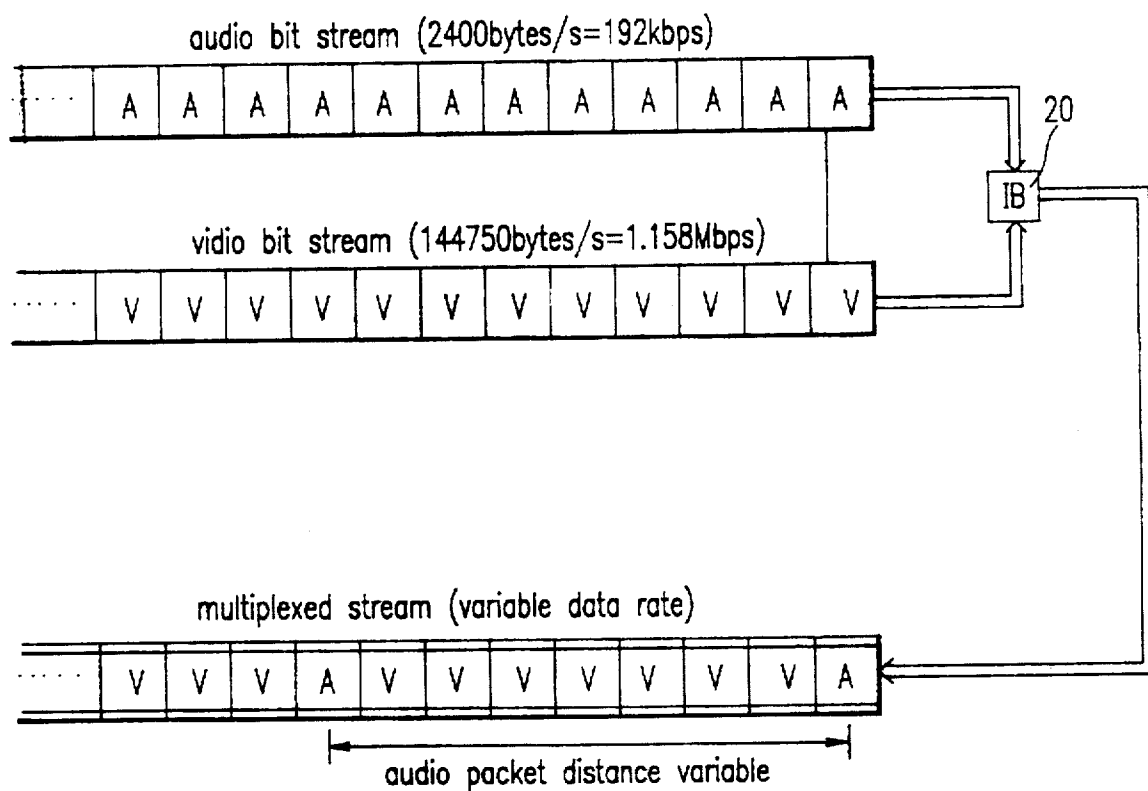 audio bit stream (2400bytes/s=192kbps)
..... A A A A A A A A A A A A
20
IB
vidio bit stream (144750bytes/s=1.158Mbps)
..... V V V V V V V V V V V V
multiplexed stream (variable data rate)
..... V V V A V V V V V V V A
audio packet distance variable